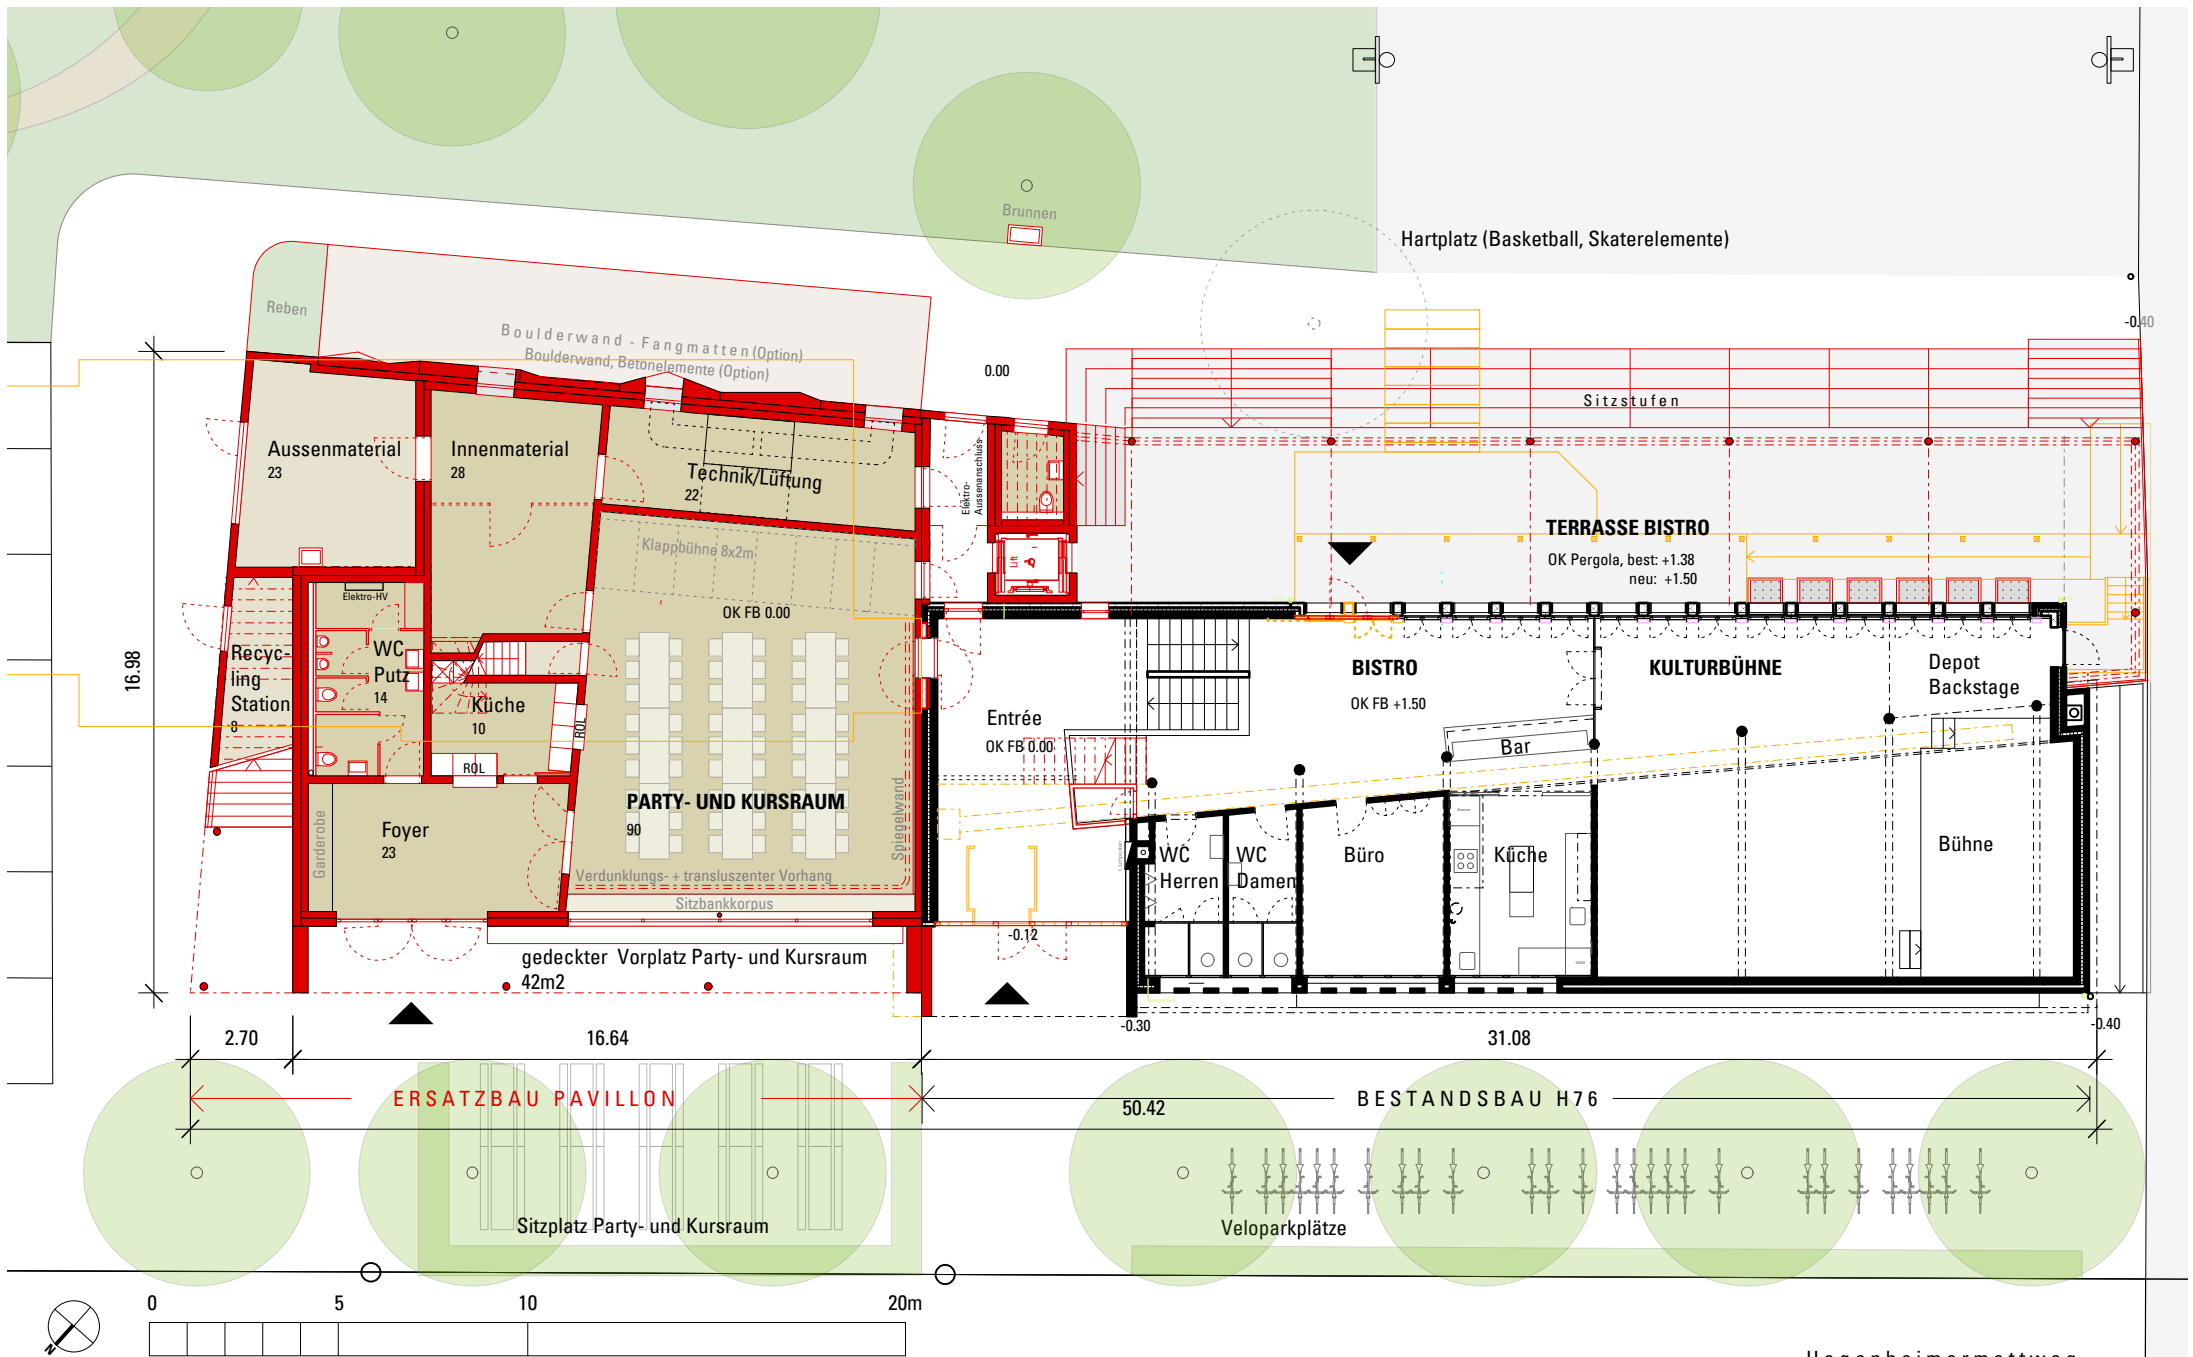 Brunnen
Hartplatz (Basketball, Skaterelemente)
Reben
-0.40
Boulderwand - Fangmatten (Option)
Boulderwand, Betonelemente (Option)
0.00
Sitzstufen
Aussenmaterial
23
Innenmaterial
28
Technik/Lüftung
22
Elektro-
Aussenanschluss
Klappbühne 8x2m
Lift
TERRASSE BISTRO
OK Pergola, best: +1.38
neu: +1.50
Elektro-HV
OK FB 0.00
16.98
Recyc-
ling
Station
8
WC
Putz
14
Küche
10
ROL
ROL
Entrée
OK FB 0.00
BISTRO
OK FB +1.50
KULTURBÜHNE
Depot
Backstage
Bar
PARTY- UND KURSRAUM
90
Spiegelwand
Garderobe
Foyer
23
WC
Herren
WC
Damen
Büro
Küche
Bühne
Verdunklungs- + transluszenter Vorhang
Sitzbankkorpus
-0.12
gedeckter Vorplatz Party- und Kursraum
42m2
-0.30
-0.40
2.70
16.64
31.08
ERSATZBAU PAVILLON
50.42
BESTANDSBAU H76
Sitzplatz Party- und Kursraum
Veloparkplätze
0
5
10
20m
N
Hegenheimermattweg